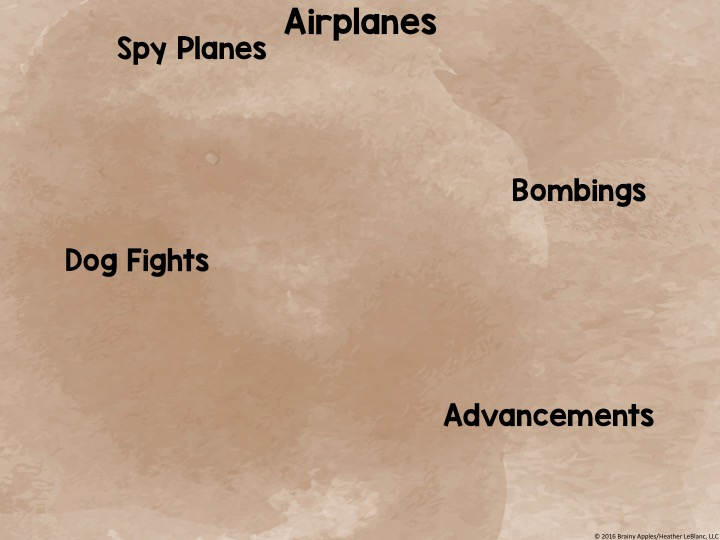 Airplanes
Spy Planes
Bombings
Dog Fights
Advancements
© 2016 Brainy Apples/Heather LeBlanc, LLC